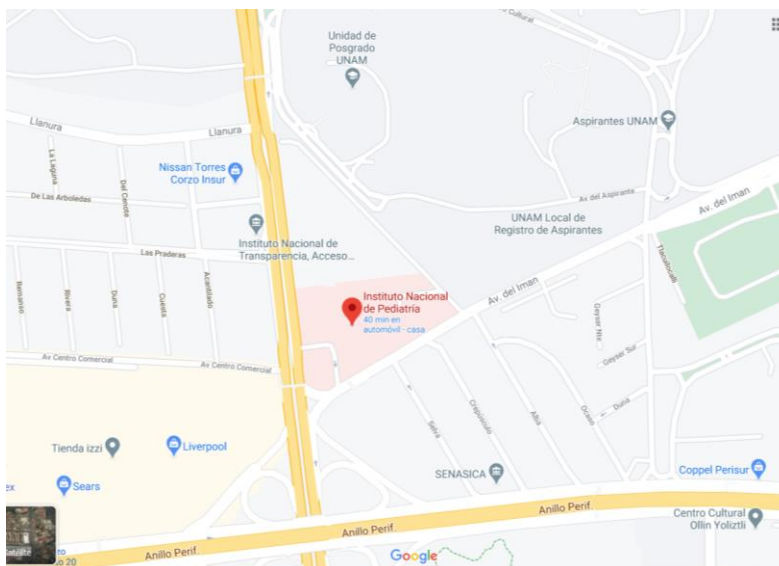 Cultural
Unidad de
Posgrado
UNAM
Aspirantes UNAM
Llanura
Llanura
La Laguna
Del Cenote
Nissan Torres
Corzo Insur
De Las Arboledas
Av del Aspirante
Av. del Iman
UNAM Local de
Registro de Aspirantes
Instituto Nacional de
Transparencia, Acceso...
Las Praderas
Tlacuilocalli
Remanso
Rivera
Duna
Cuesta
Acantilado
Instituto Nacional
de Pediatría
40 min en
automóvil - casa
Av. del Iman
Geyser Nte
Geyser Sur
Av Centro Comercial
Av Centro Comercial
Selva
Crepúsculo
Alba
Ocaso
Duna
Tienda izzi
Liverpool
SENASICA
Coppel Perisur
Sears
Anillo Perif.
Anillo Perif.
Anillo Perif.
Centro Cultural
Ollin Yoliztli
Google